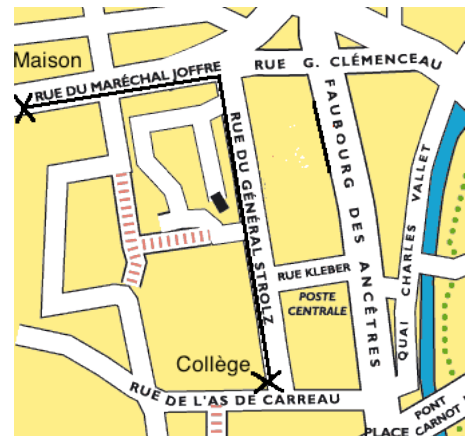 Maison
RUE DU MARÉCHAL JOFFRE
RUE G. CLÉMENCEAU
FAUBOURG DES ANCÊTRES
RUE DU GÉNÉRAL STROLZ
QUAI CHARLES VALLET
RUE KLEBER
POSTE
CENTRALE
Collège
RUE DE L'AS DE CARREAU
PONT
CARNOT
PLACE